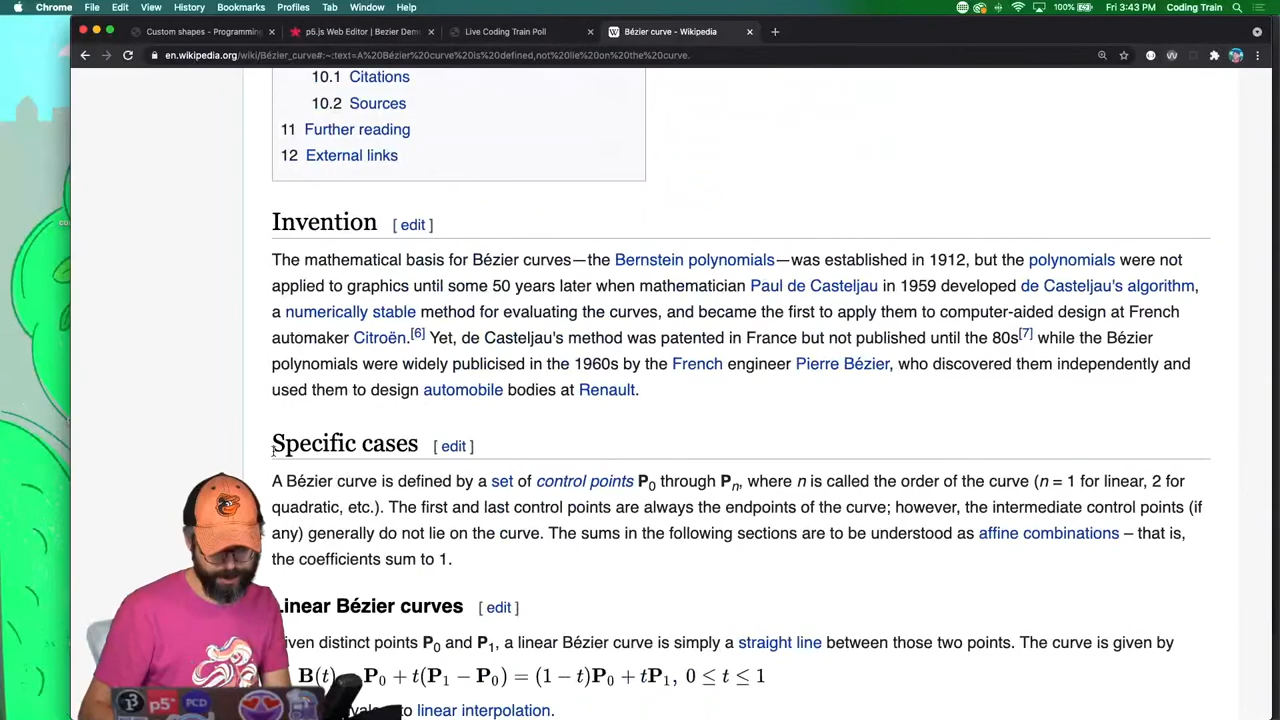 Chrome File Edit View History Bookmarks Profiles Tab Window Help 100% Fri 3:43 PM Coding Train
Custom shapes - Programming × p5.js Web Editor | Bezier Dem × Live Coding Train Poll × Bézier curve - Wikipedia × +
en.wikipedia.org/wiki/Bézier_curve#:~:text=A%20Bézier%20curve%20is%20defined,not%20lie%20on%20the%20curve.
10.1 Citations
10.2 Sources
11 Further reading
12 External links
Invention [ edit ]
The mathematical basis for Bézier curves—the Bernstein polynomials—was established in 1912, but the polynomials were not
applied to graphics until some 50 years later when mathematician Paul de Casteljau in 1959 developed de Casteljau's algorithm,
a numerically stable method for evaluating the curves, and became the first to apply them to computer-aided design at French
automaker Citroën.[6] Yet, de Casteljau's method was patented in France but not published until the 80s[7] while the Bézier
polynomials were widely publicised in the 1960s by the French engineer Pierre Bézier, who discovered them independently and
used them to design automobile bodies at Renault.
Specific cases [ edit ]
A Bézier curve is defined by a set of control points P0 through Pn, where n is called the order of the curve (n = 1 for linear, 2 for
quadratic, etc.). The first and last control points are always the endpoints of the curve; however, the intermediate control points (if
any) generally do not lie on the curve. The sums in the following sections are to be understood as affine combinations – that is,
the coefficients sum to 1.
Linear Bézier curves [ edit ]
Given distinct points P0 and P1, a linear Bézier curve is simply a straight line between those two points. The curve is given by
B(t) P0 + t(P1 − P0) = (1 − t)P0 + tP1, 0 ≤ t ≤ 1
to linear interpolation.
p5* PCD